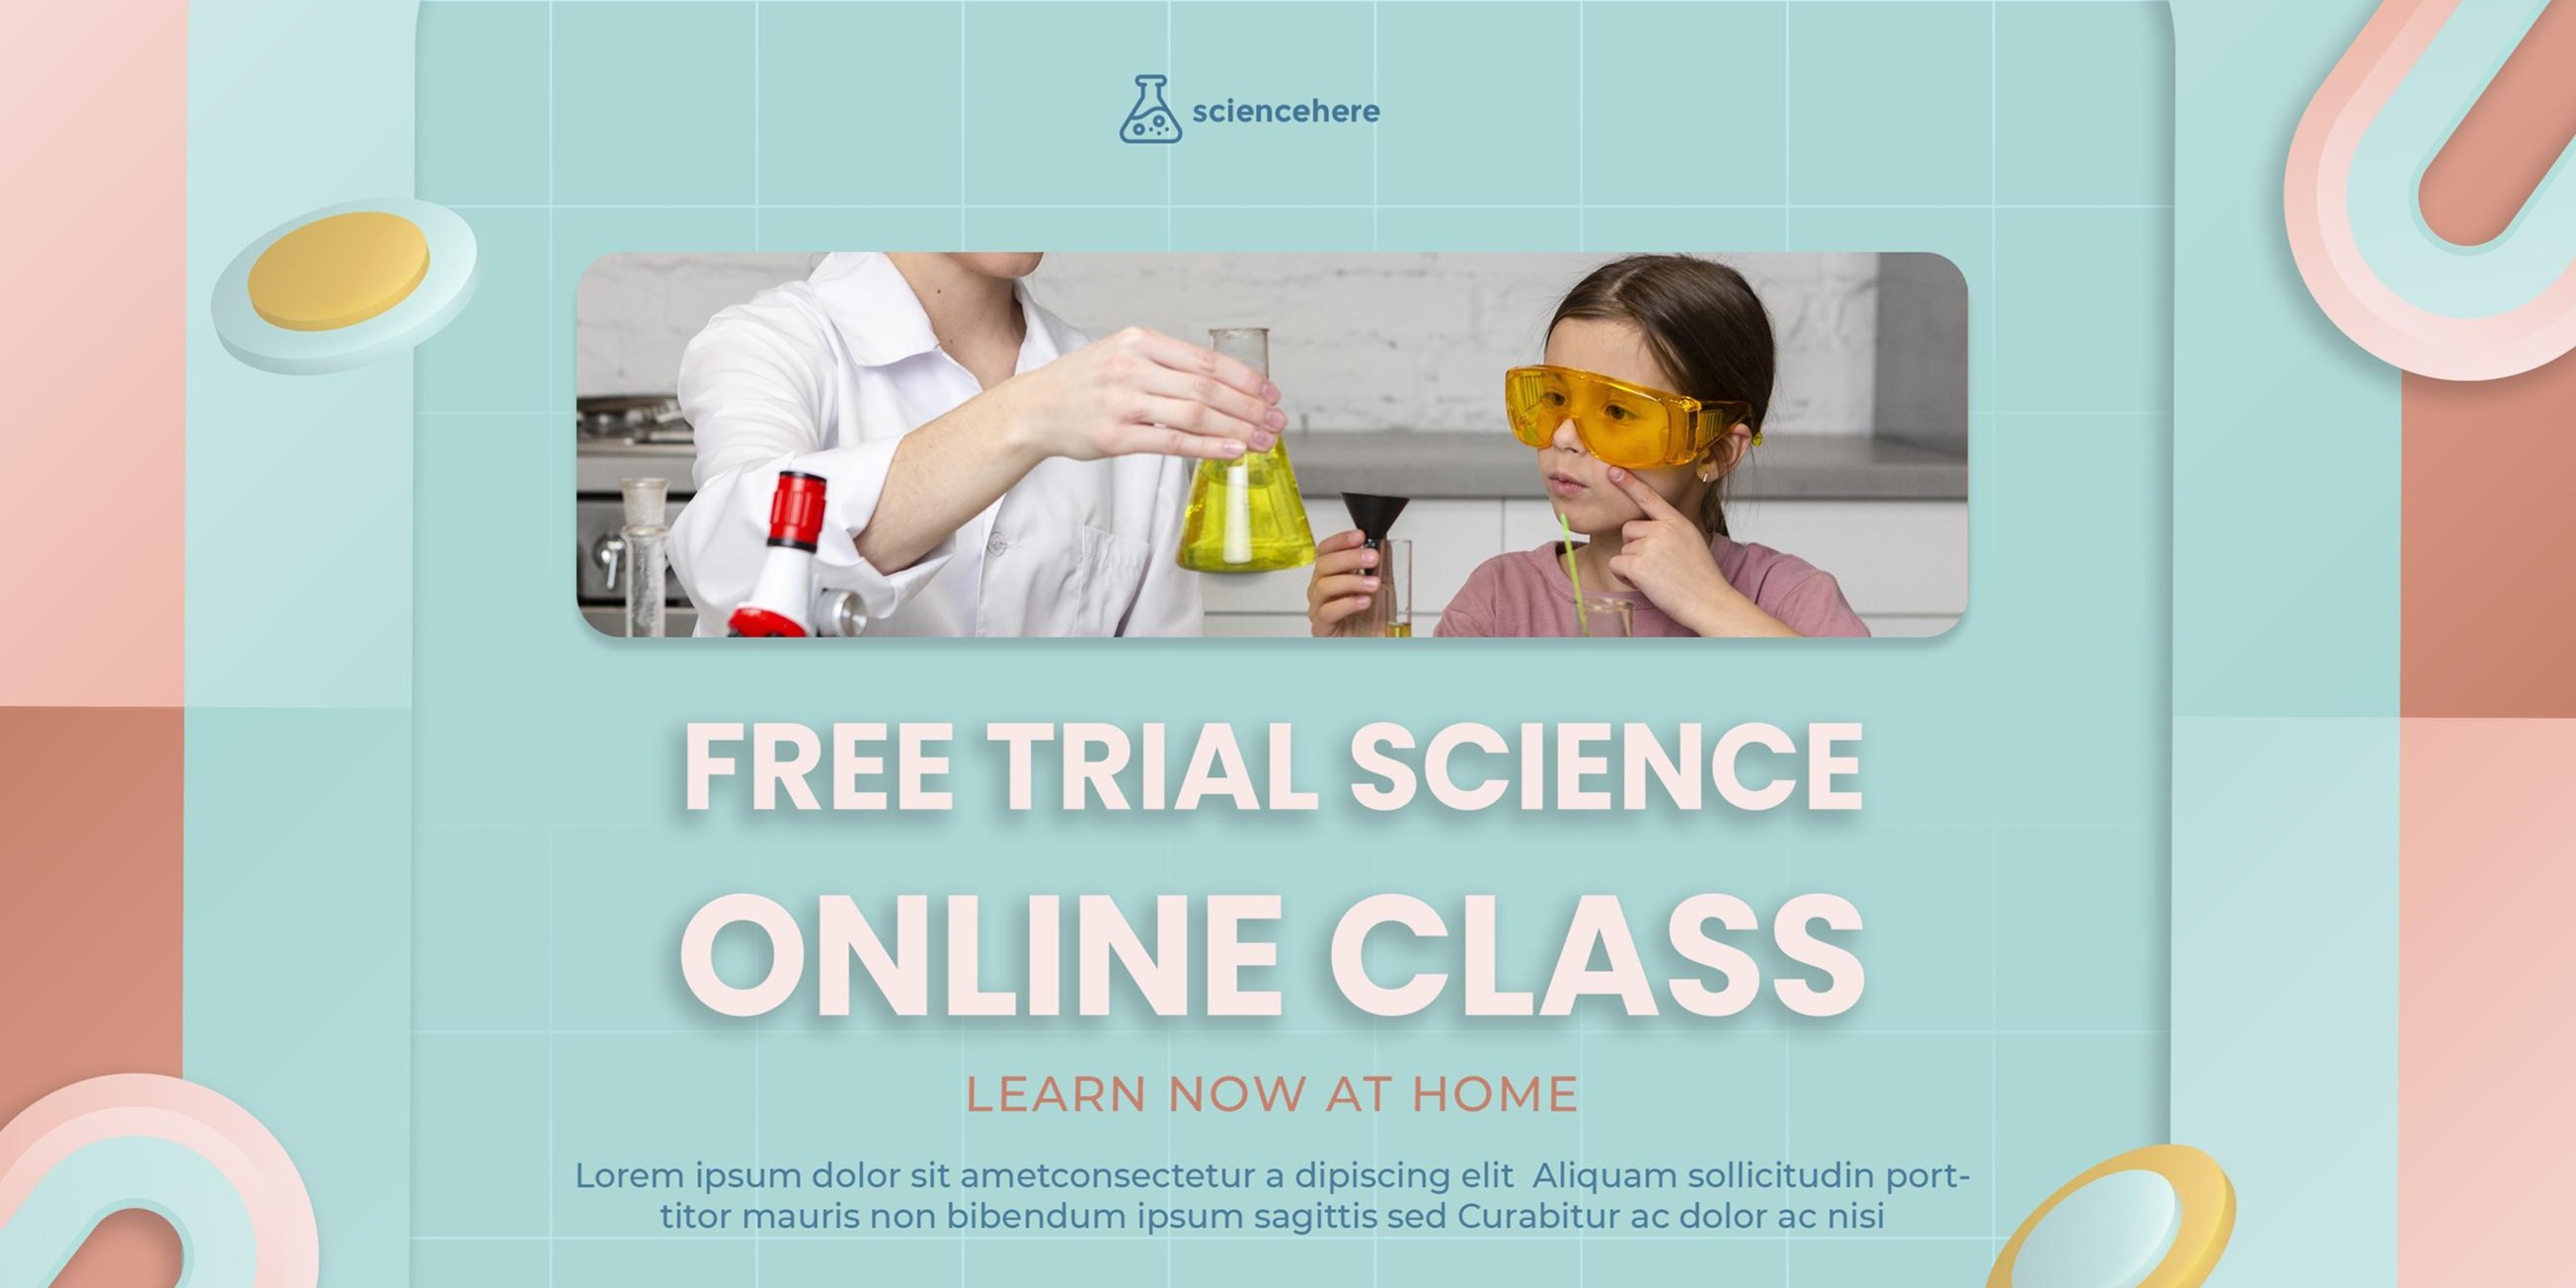 sciencehere
FREE TRIAL SCIENCE
ONLINE CLASS
LEARN NOW AT HOME
Lorem ipsum dolor sit ametconsectetur a dipiscing elit  Aliquam sollicitudin port-
titor mauris non bibendum ipsum sagittis sed Curabitur ac dolor ac nisi